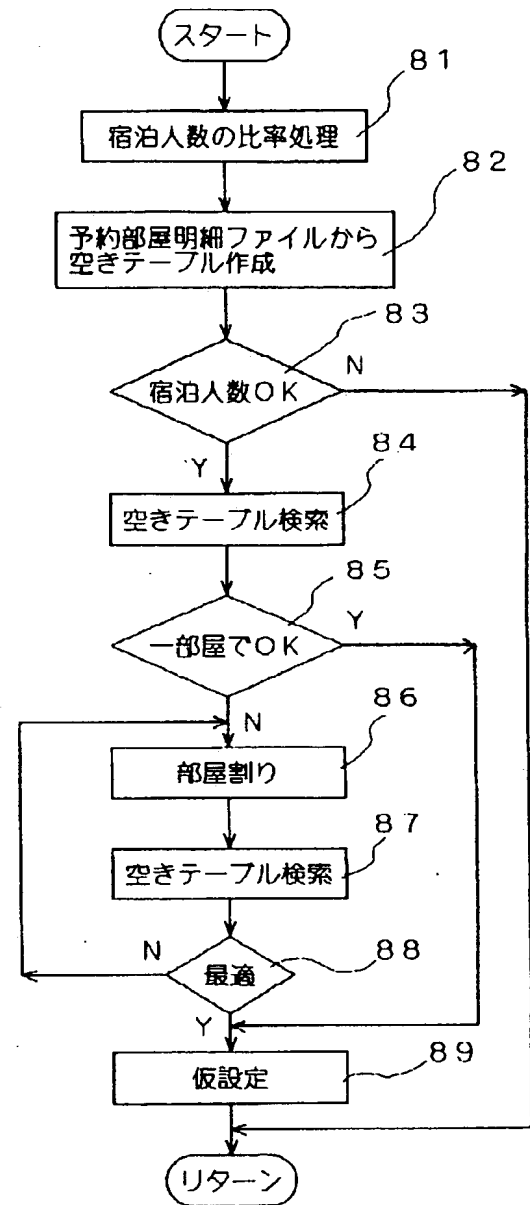 スタート
81
宿泊人数の比率処理
82
予約部屋明細ファイルから
空きテーブル作成
83
宿泊人数OK
N
Y
84
空きテーブル検索
85
一部屋でOK
Y
N
86
部屋割り
87
空きテーブル検索
88
最適
N
Y
89
仮設定
リターン